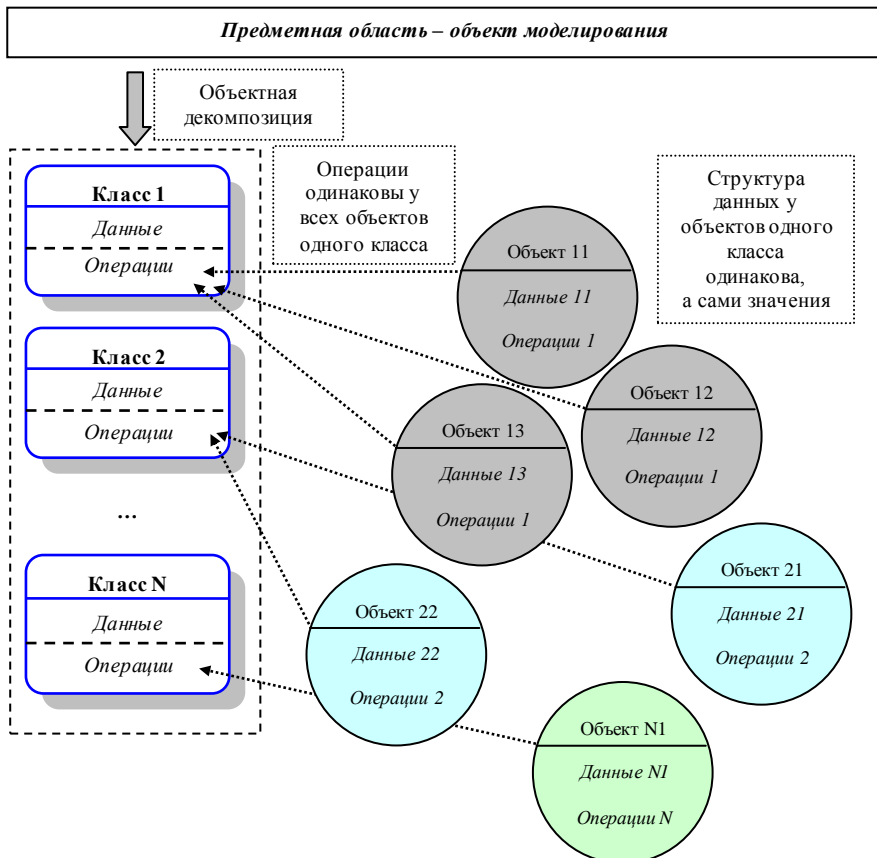 Предметная область – объект моделирования
Объектная
декомпозиция
Класс 1
Данные
Операции
Класс 2
Данные
Операции
...
Класс N
Данные
Операции
Операции
одинаковы у
всех объектов
одного класса
Структура
данных у
объектов одного
класса
одинакова,
а сами значения
Объект 11
Данные 11
Операции 1
Объект 12
Данные 12
Операции 1
Объект 13
Данные 13
Операции 1
Объект 21
Данные 21
Операции 2
Объект 22
Данные 22
Операции 2
Объект N1
Данные N1
Операции N